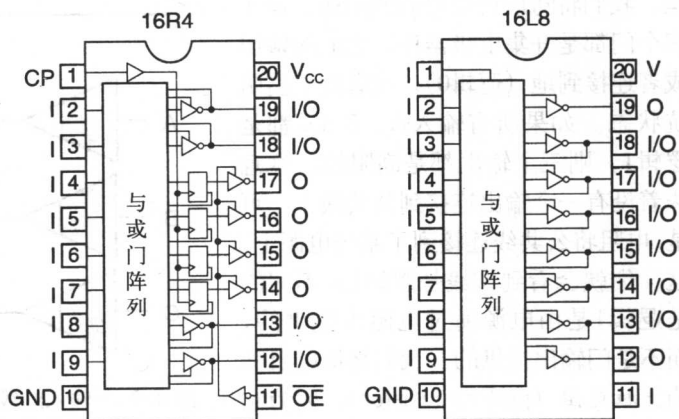 16R4
CP 1
I 2
I 3
I 4
I 5
I 6
I 7
I 8
I 9
GND 10
与或门阵列
20 Vcc
19 I/O
18 I/O
17 O
16 O
15 O
14 O
13 I/O
12 I/O
11 OE
16L8
I 1
I 2
I 3
I 4
I 5
I 6
I 7
I 8
I 9
GND 10
与或门阵列
20 V
19 O
18 I/O
17 I/O
16 I/O
15 I/O
14 I/O
13 I/O
12 O
11 I